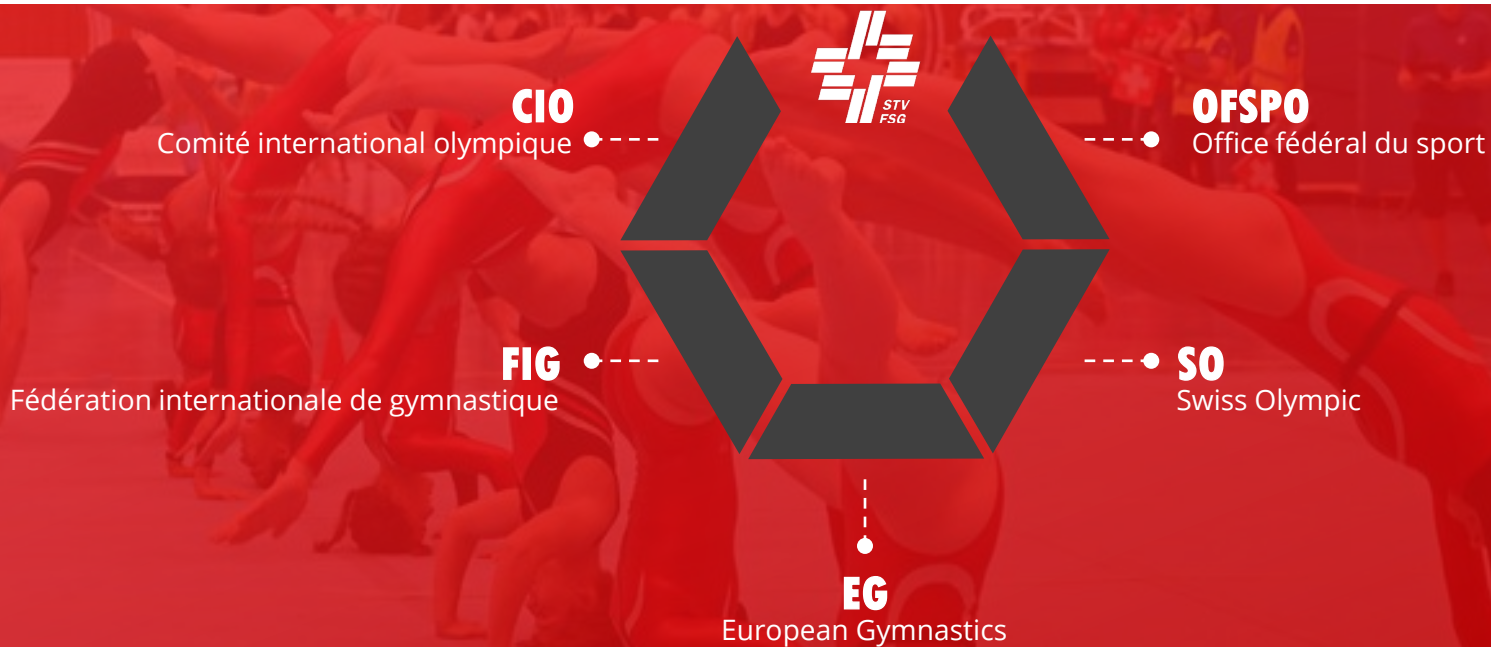 STV
FSG
CIO
Comité international olympique
OFSPO
Office fédéral du sport
FIG
Fédération internationale de gymnastique
SO
Swiss Olympic
EG
European Gymnastics